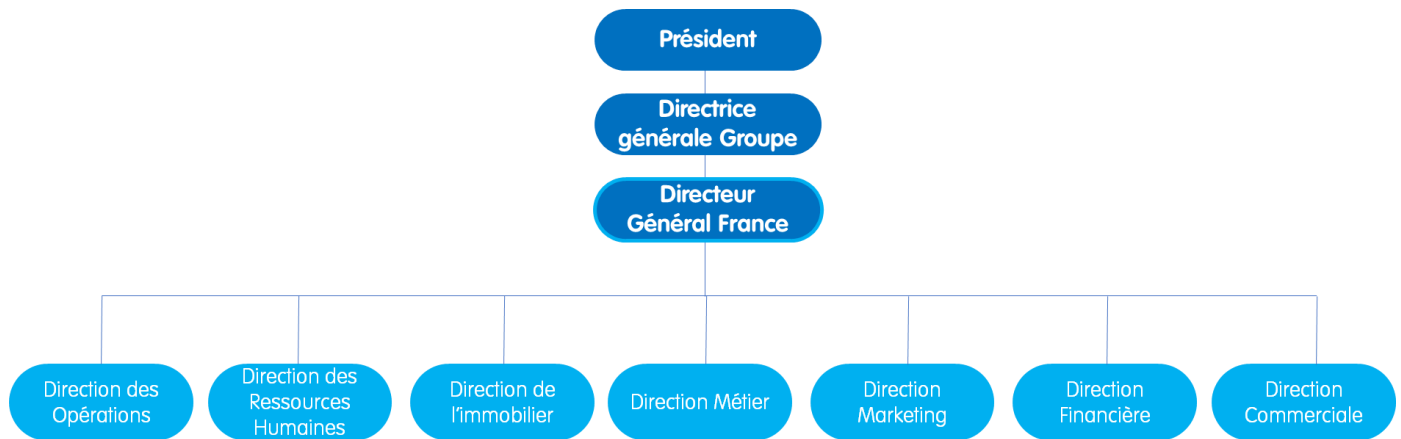 Président
Directrice
générale Groupe
Directeur
Général France
Direction des
Opérations
Direction des
Ressources
Humaines
Direction de
l'immobilier
Direction Métier
Direction
Marketing
Direction
Financière
Direction
Commerciale